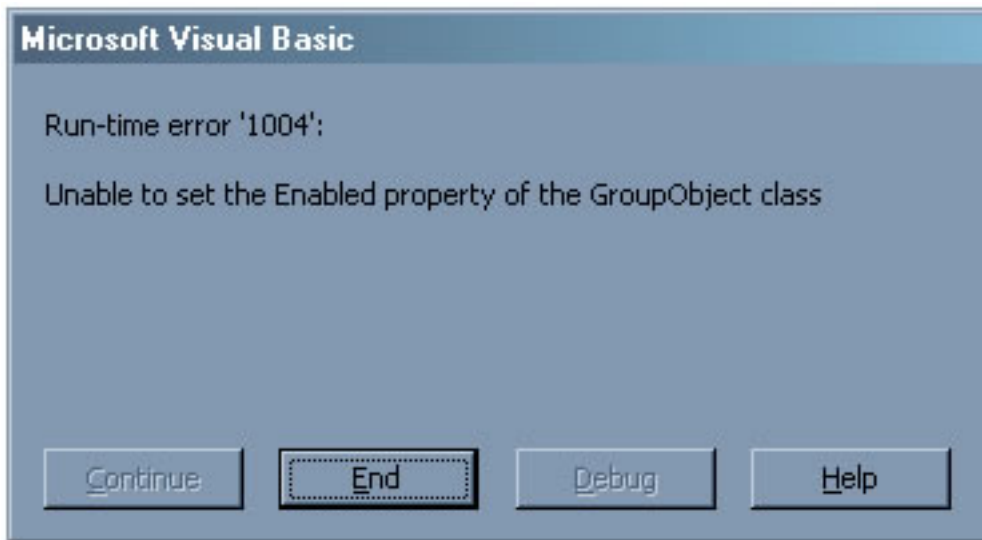 Microsoft Visual Basic
Run-time error '1004':
Unable to set the Enabled property of the GroupObject class
Continue End Debug Help